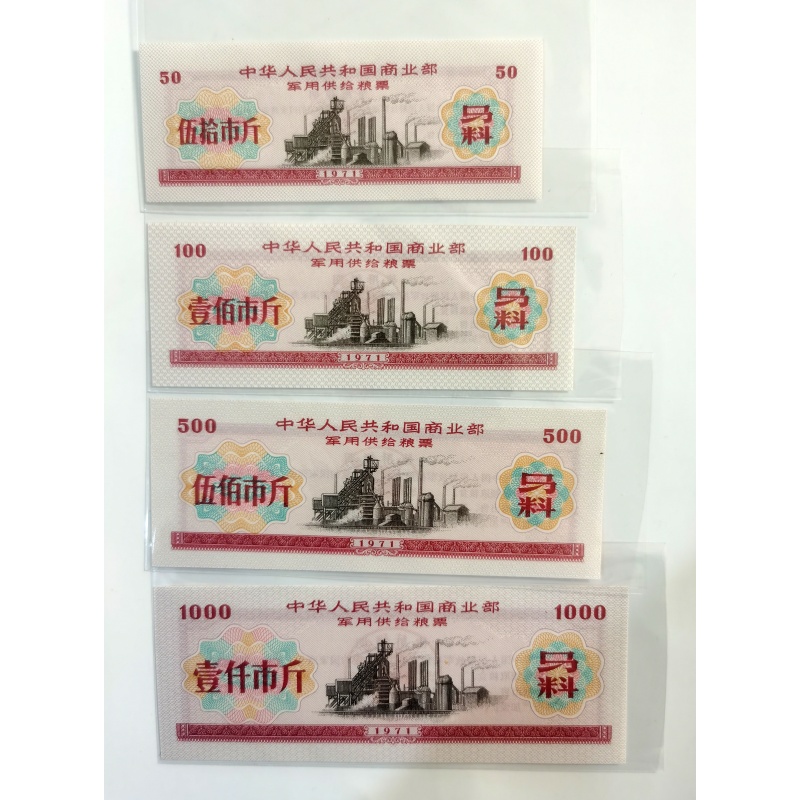 50 中华人民共和国商业部 50
军用供给粮票
伍拾市斤
马料
1971
100 中华人民共和国商业部 100
军用供给粮票
壹佰市斤
马料
1971
500 中华人民共和国商业部 500
军用供给粮票
伍佰市斤
马料
1971
1000 中华人民共和国商业部 1000
军用供给粮票
壹仟市斤
马料
1971